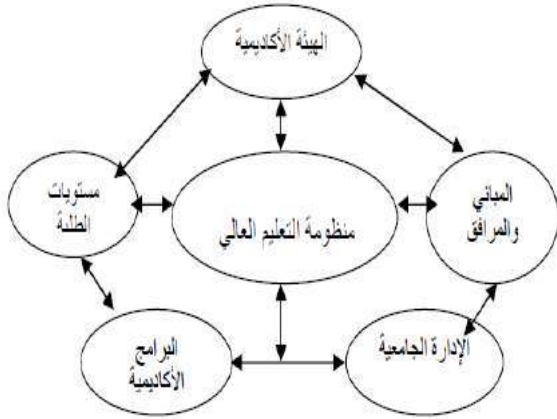 الهيئة الأكاديمية
المباني
والمرافق
مستويات
الطلبة
منظومة التعليم العالي
الإدارة الجامعية
البرامج
الأكاديمية